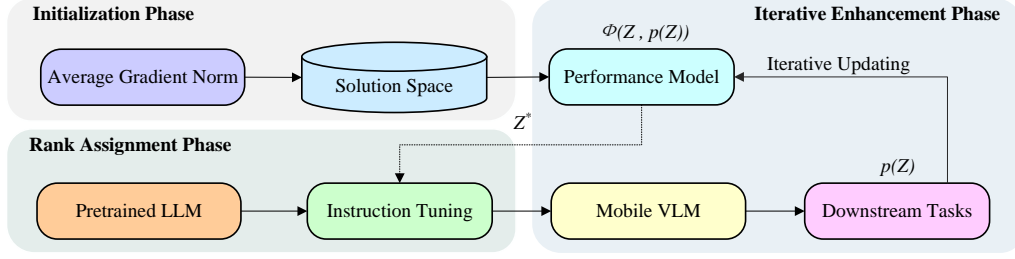 Initialization Phase
Iterative Enhancement Phase
Φ(Z , p(Z))
Average Gradient Norm
Solution Space
Performance Model
Iterative Updating
Z*
Rank Assignment Phase
p(Z)
Pretrained LLM
Instruction Tuning
Mobile VLM
Downstream Tasks